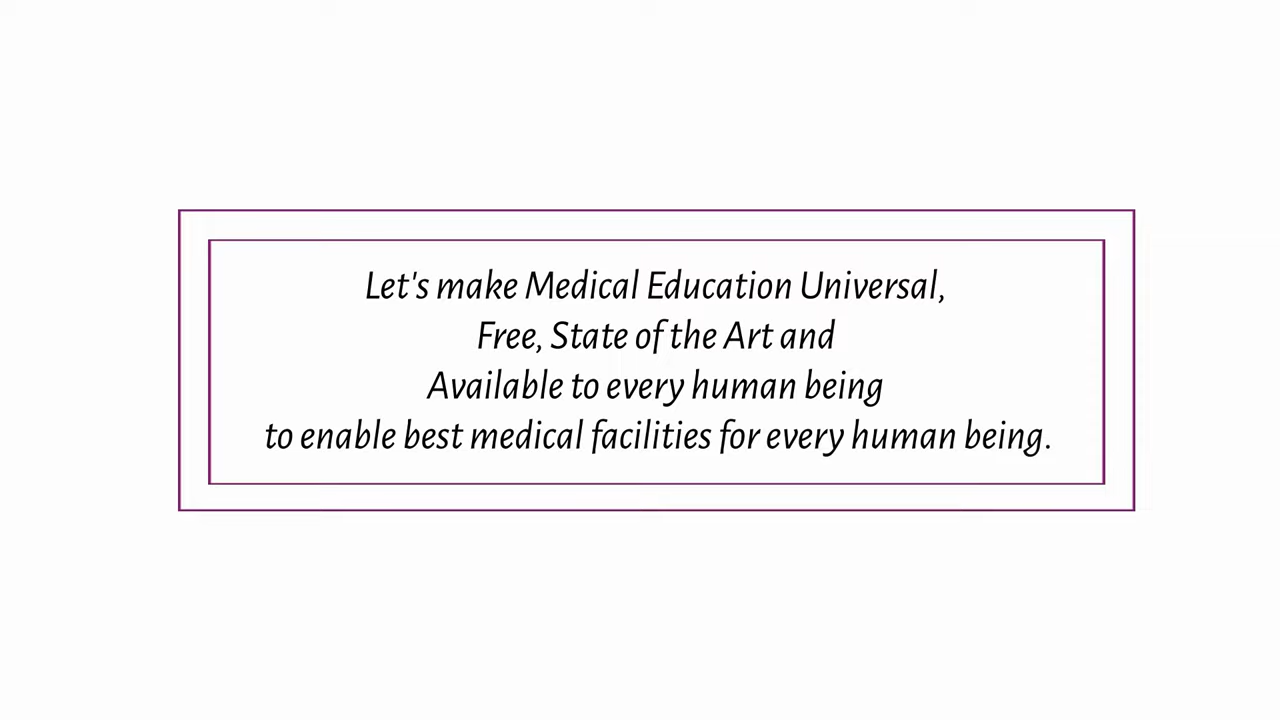 Let's make Medical Education Universal,
Free, State of the Art and
Available to every human being
to enable best medical facilities for every human being.